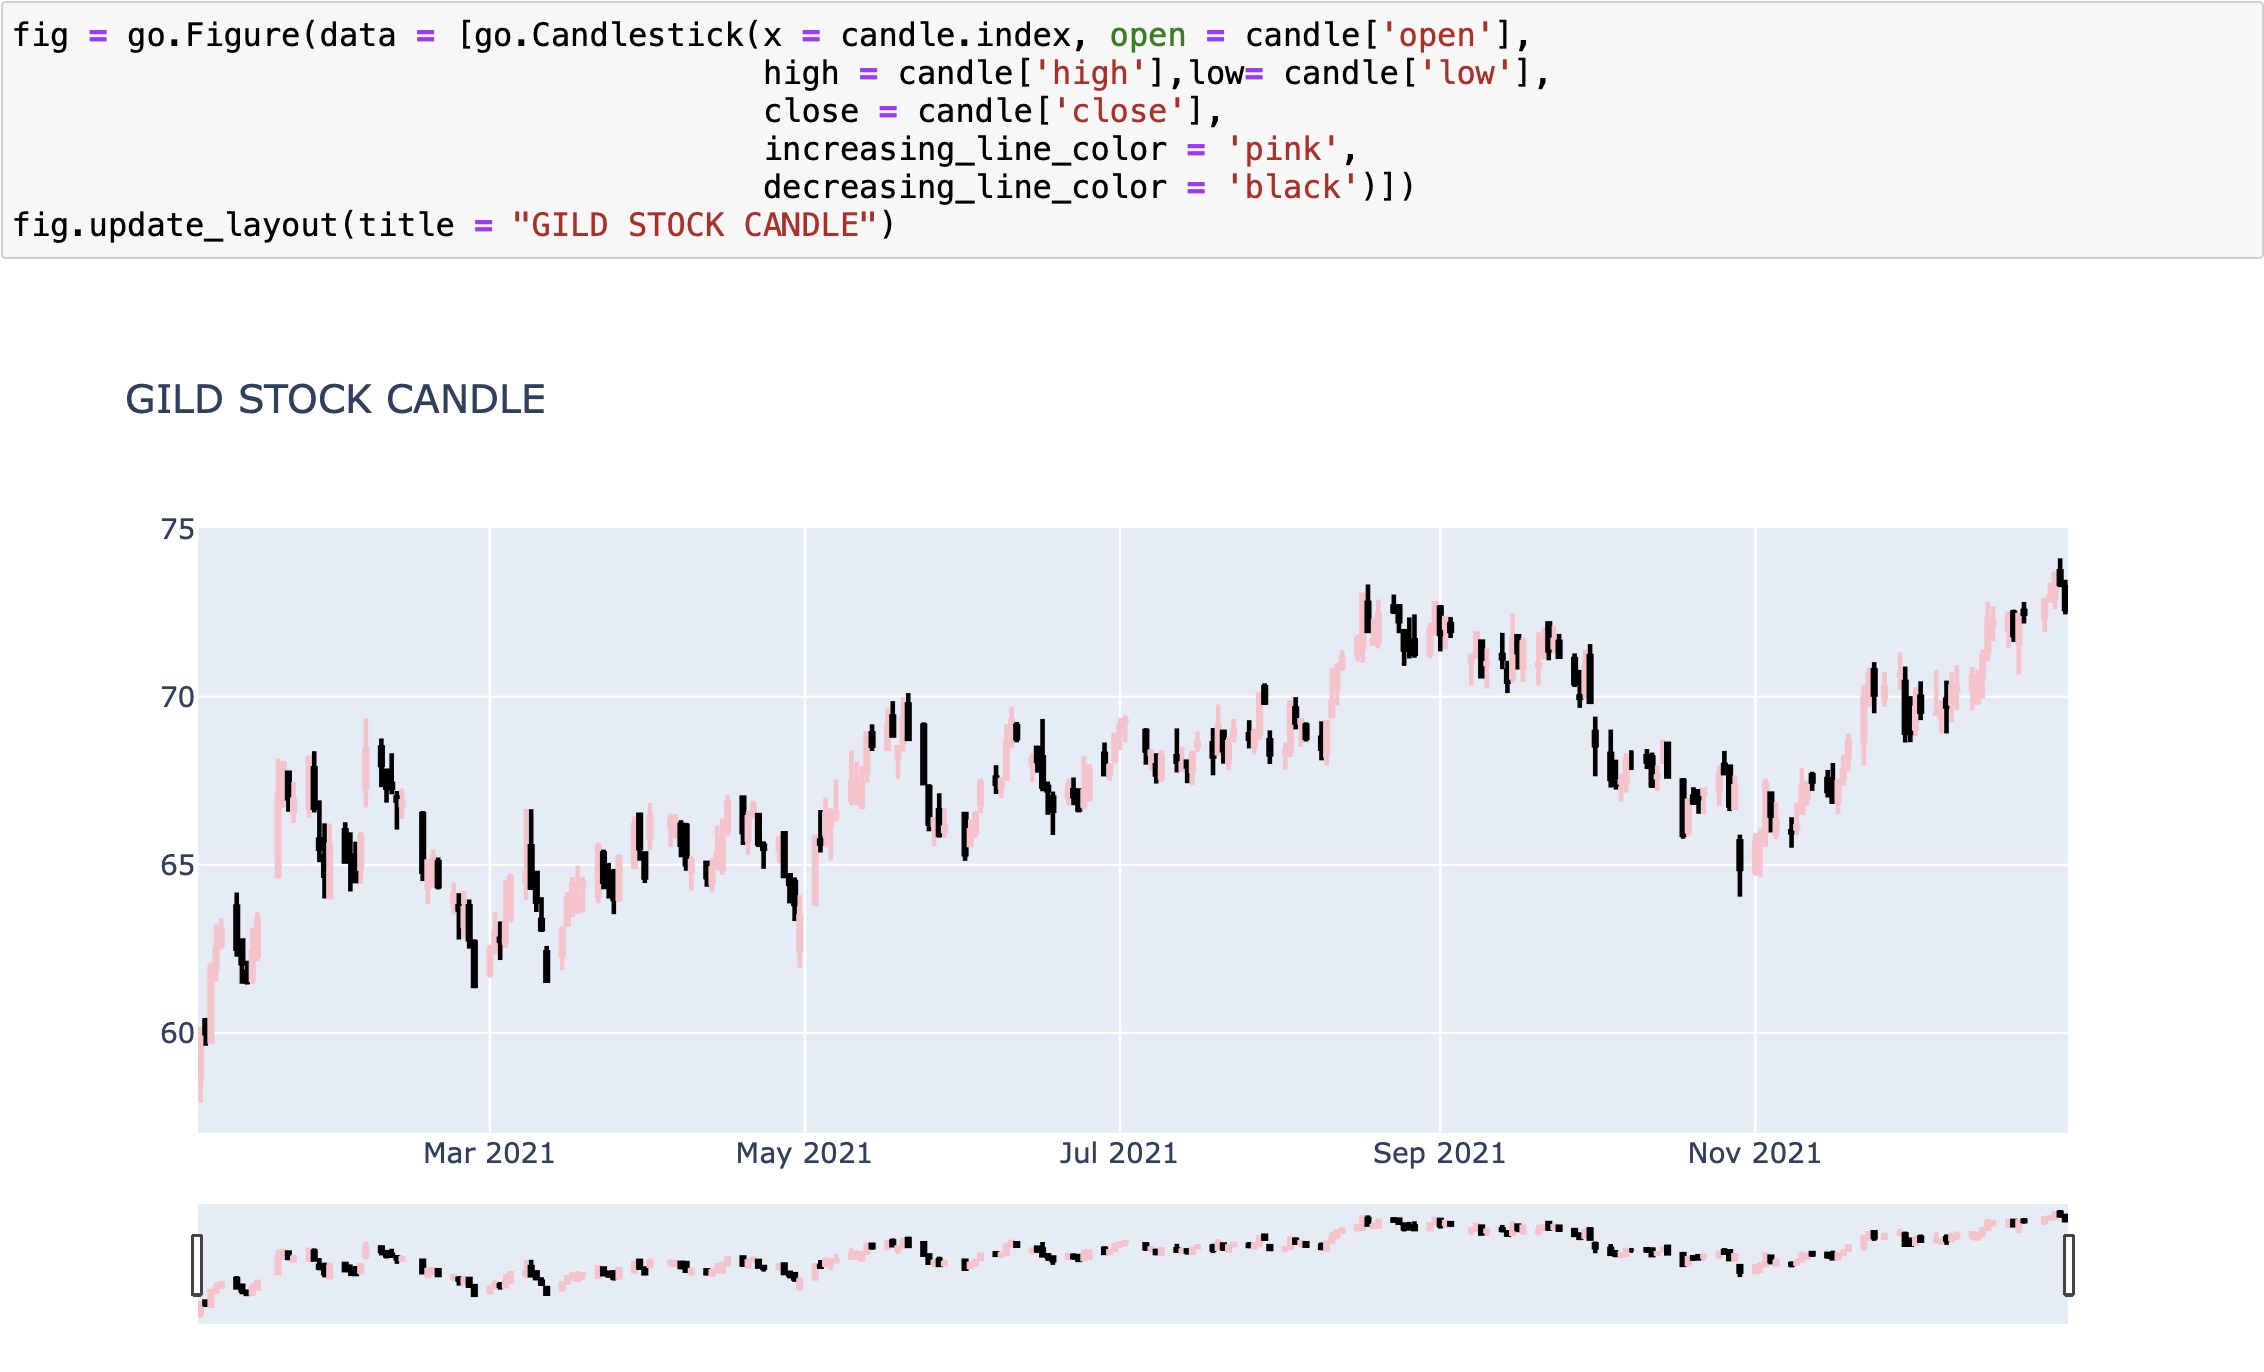 fig = go.Figure(data = [go.Candlestick(x = candle.index, open = candle['open'],
high = candle['high'],low= candle['low'],
close = candle['close'],
increasing_line_color = 'pink',
decreasing_line_color = 'black')])
fig.update_layout(title = "GILD STOCK CANDLE")
GILD STOCK CANDLE
75
70
65
60
Mar 2021 May 2021 Jul 2021 Sep 2021 Nov 2021